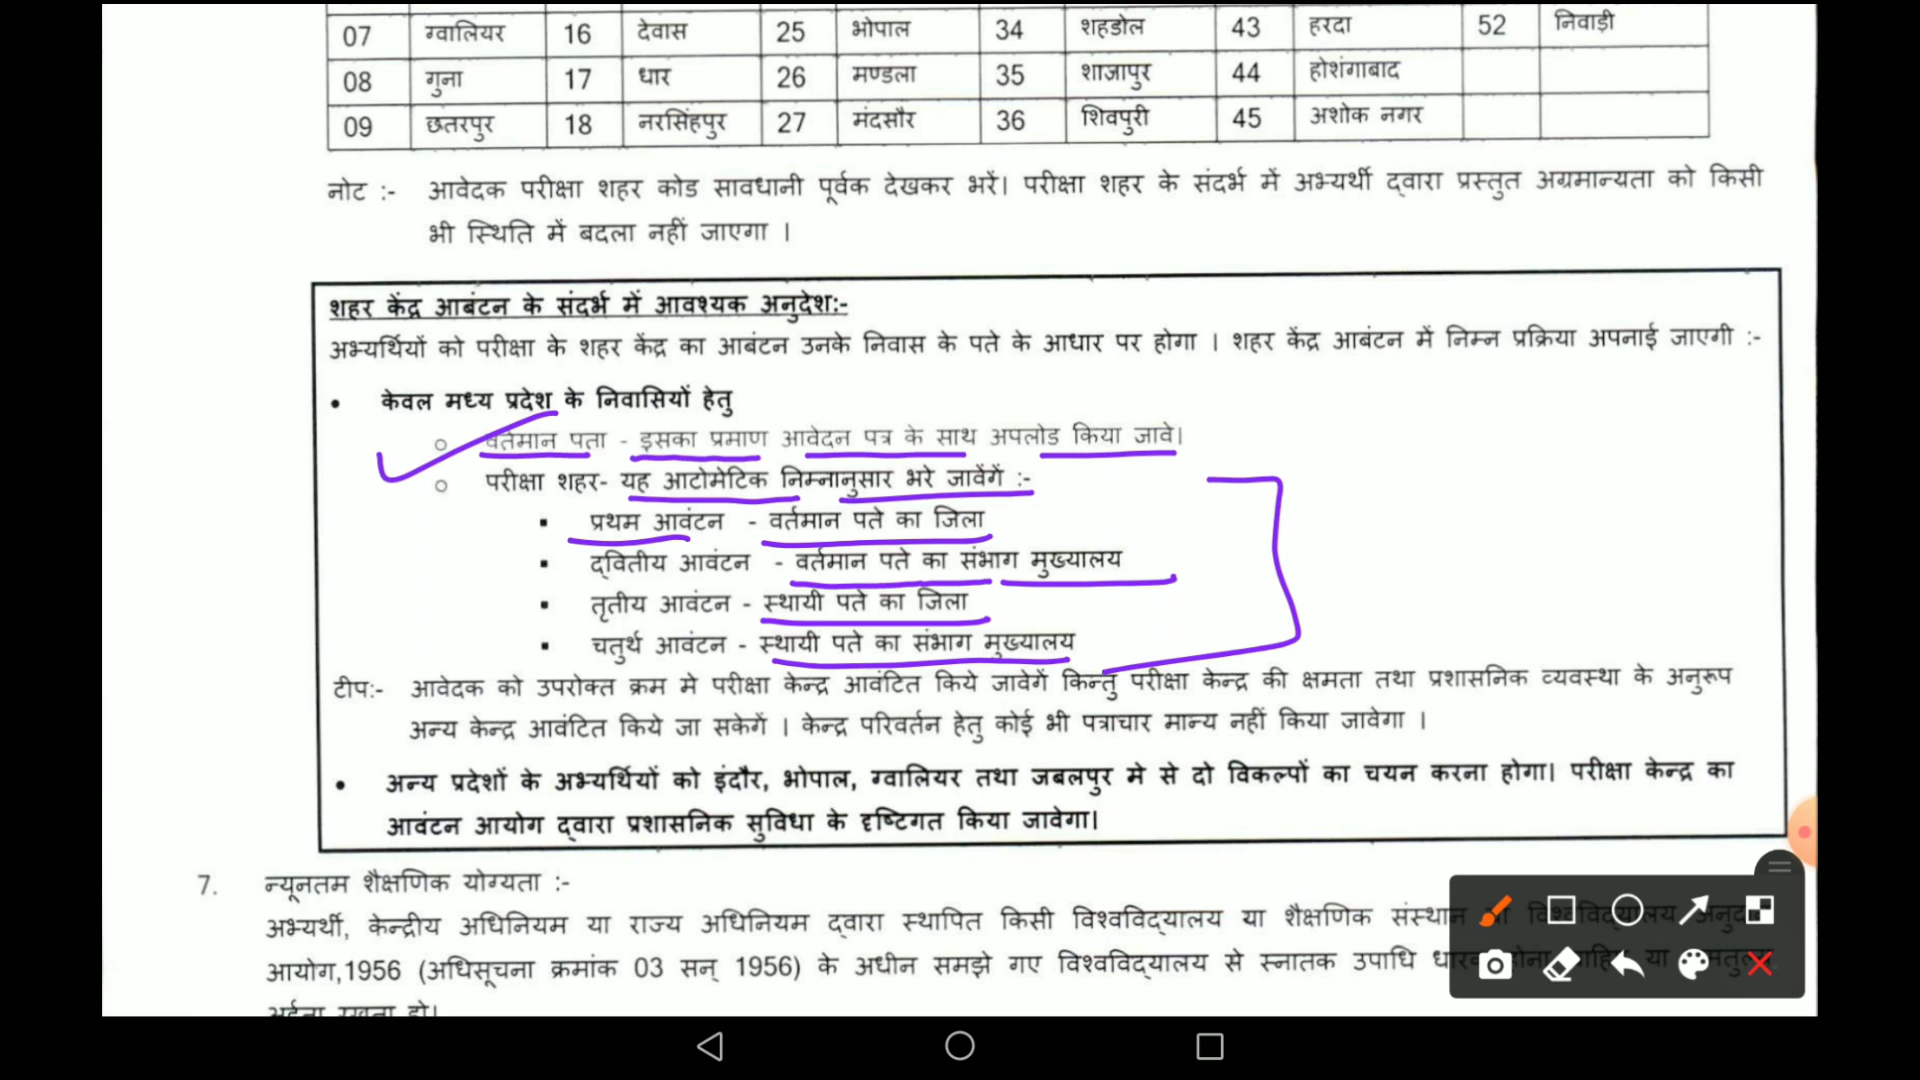 07 ग्वालियर 16 देवास 25 भोपाल 34 शहडोल 43 हरदा 52 निवाड़ी
08 गुना 17 धार 26 मण्डला 35 शाजापुर 44 होशंगाबाद
09 छतरपुर 18 नरसिंहपुर 27 मंदसौर 36 शिवपुरी 45 अशोक नगर
नोट :- आवेदक परीक्षा शहर कोड सावधानी पूर्वक देखकर भरें। परीक्षा शहर के संदर्भ में अभ्यर्थी द्वारा प्रस्तुत अग्रमान्यता को किसी
भी स्थिति में बदला नहीं जाएगा ।
शहर केंद्र आबंटन के संदर्भ में आवश्यक अनुदेश:-
अभ्यर्थियों को परीक्षा के शहर केंद्र का आबंटन उनके निवास के पते के आधार पर होगा । शहर केंद्र आबंटन में निम्न प्रक्रिया अपनाई जाएगी :-
• केवल मध्य प्रदेश के निवासियों हेतु
○ वर्तमान पता - इसका प्रमाण आवेदन पत्र के साथ अपलोड किया जावे।
○ परीक्षा शहर- यह आटोमेटिक निम्नानुसार भरे जावेंगें :-
▪ प्रथम आवंटन - वर्तमान पते का जिला
▪ द्वितीय आवंटन - वर्तमान पते का संभाग मुख्यालय
▪ तृतीय आवंटन - स्थायी पते का जिला
▪ चतुर्थ आवंटन - स्थायी पते का संभाग मुख्यालय
टीप:- आवेदक को उपरोक्त क्रम मे परीक्षा केन्द्र आवंटित किये जावेगें किन्तु परीक्षा केन्द्र की क्षमता तथा प्रशासनिक व्यवस्था के अनुरूप
अन्य केन्द्र आवंटित किये जा सकेगें । केन्द्र परिवर्तन हेतु कोई भी पत्राचार मान्य नहीं किया जावेगा ।
• अन्य प्रदेशों के अभ्यर्थियों को इंदौर, भोपाल, ग्वालियर तथा जबलपुर मे से दो विकल्पों का चयन करना होगा। परीक्षा केन्द्र का
आवंटन आयोग द्वारा प्रशासनिक सुविधा के दृष्टिगत किया जावेगा।
7. न्यूनतम शैक्षणिक योग्यता :-
अभ्यर्थी, केन्द्रीय अधिनियम या राज्य अधिनियम द्वारा स्थापित किसी विश्वविद्यालय या शैक्षणिक संस्थान विश्वविद्यालय
आयोग,1956 (अधिसूचना क्रमांक 03 सन् 1956) के अधीन समझे गए विश्वविद्यालय से स्नातक उपाधि